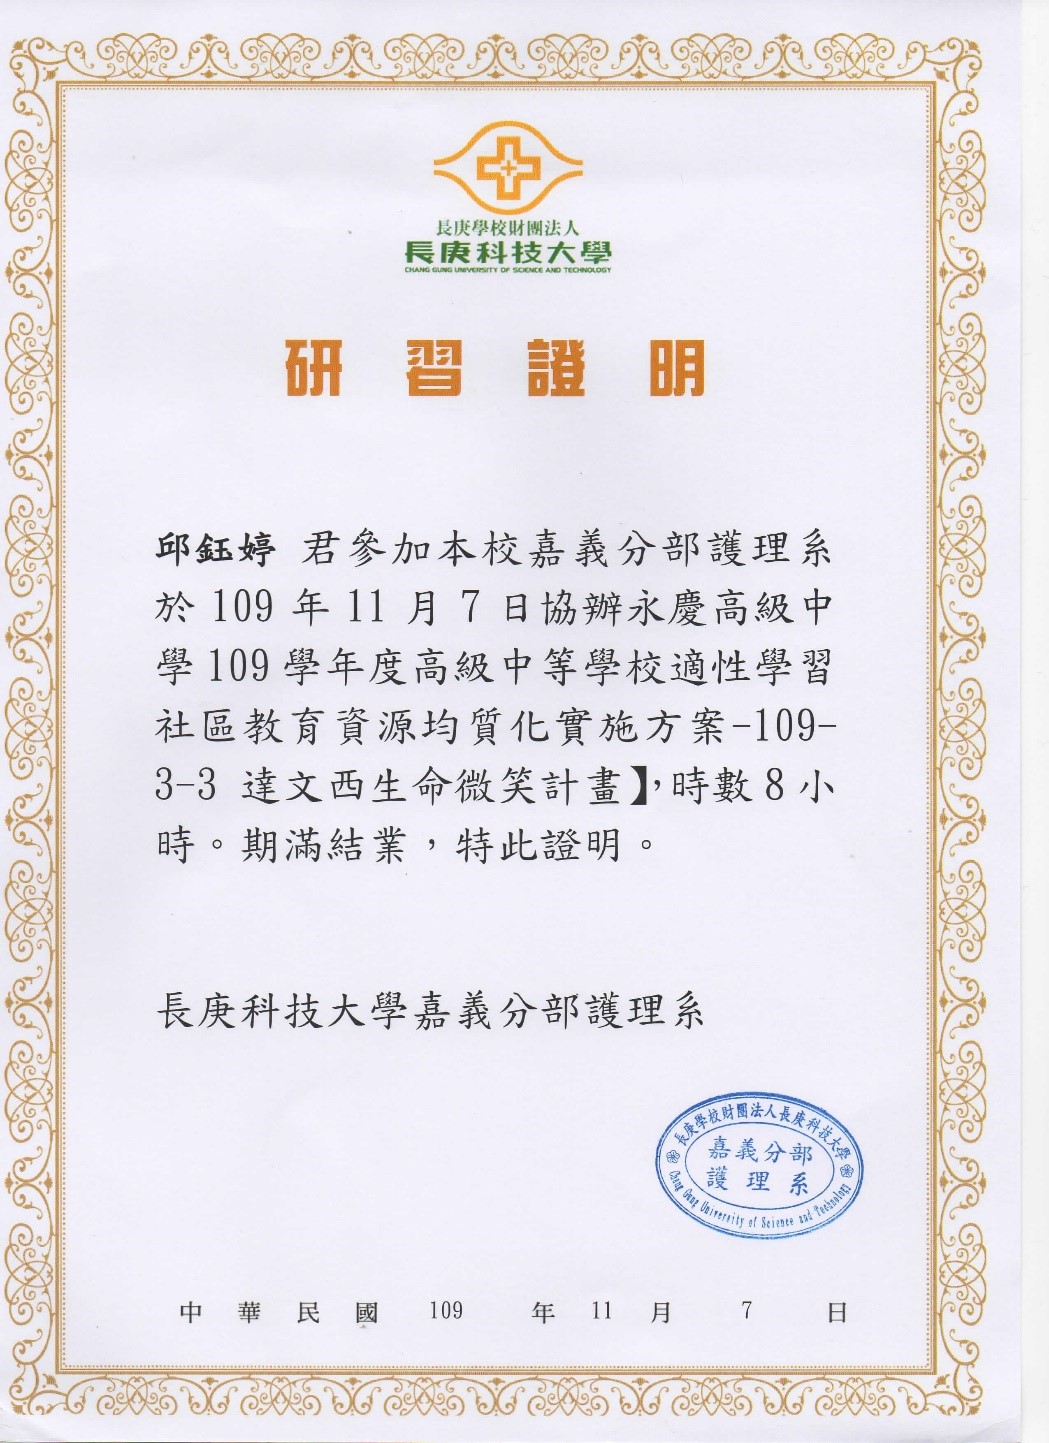 長庚學校財團法人
長庚科技大學
CHANG GUNG UNIVERSITY OF SCIENCE AND TECHNOLOGY
研習證明
邱鈺婷 君參加本校嘉義分部護理系
於109年11月7日協辦永慶高級中
學109學年度高級中等學校適性學習
社區教育資源均質化實施方案-109-
3-3 達文西生命微笑計畫】,時數8小
時。期滿結業，特此證明。
長庚科技大學嘉義分部護理系
長庚學校財團法人長庚科技大學
嘉義分部
護理系
Chang Gung University of Science and Technology
中華民國 109 年 11 月 7 日